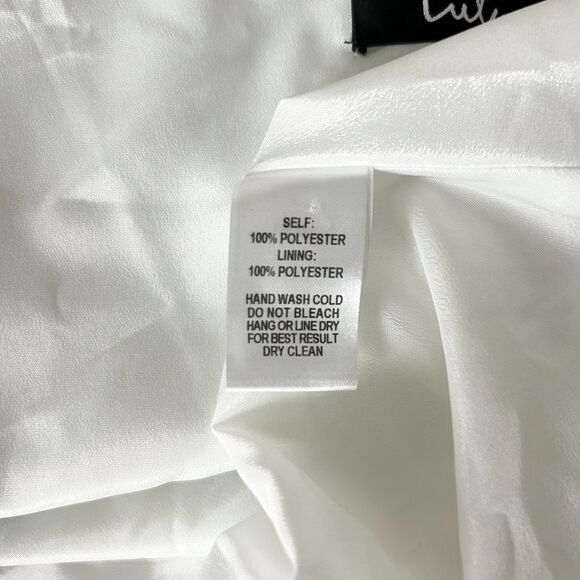 SELF:
100% POLYESTER
LINING:
100% POLYESTER
HAND WASH COLD
DO NOT BLEACH
HANG OR LINE DRY
FOR BEST RESULT
DRY CLEAN